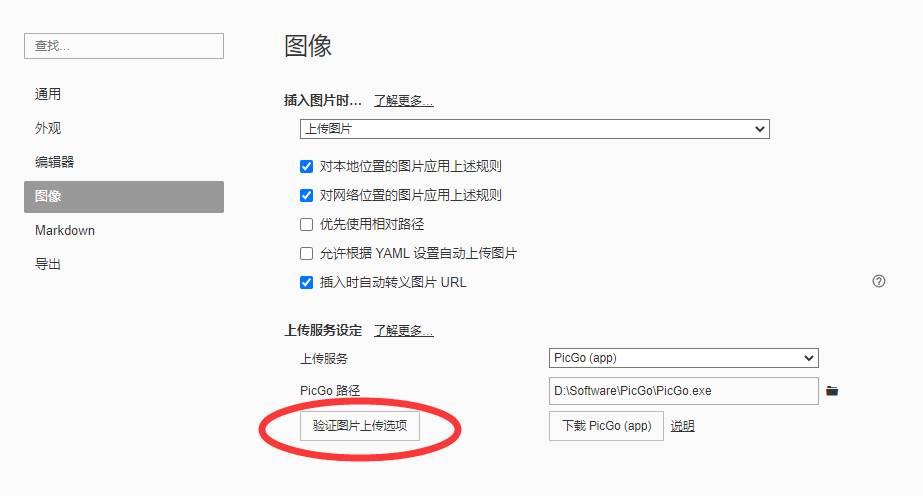 查找...
通用
外观
编辑器
图像
Markdown
导出
图像
插入图片时... 了解更多...
上传图片
对本地位置的图片应用上述规则
对网络位置的图片应用上述规则
优先使用相对路径
允许根据 YAML 设置自动上传图片
插入时自动转义图片 URL
上传服务设定 了解更多...
上传服务 PicGo (app)
PicGo 路径 D:\Software\PicGo\PicGo.exe
验证图片上传选项 下载 PicGo (app) 说明